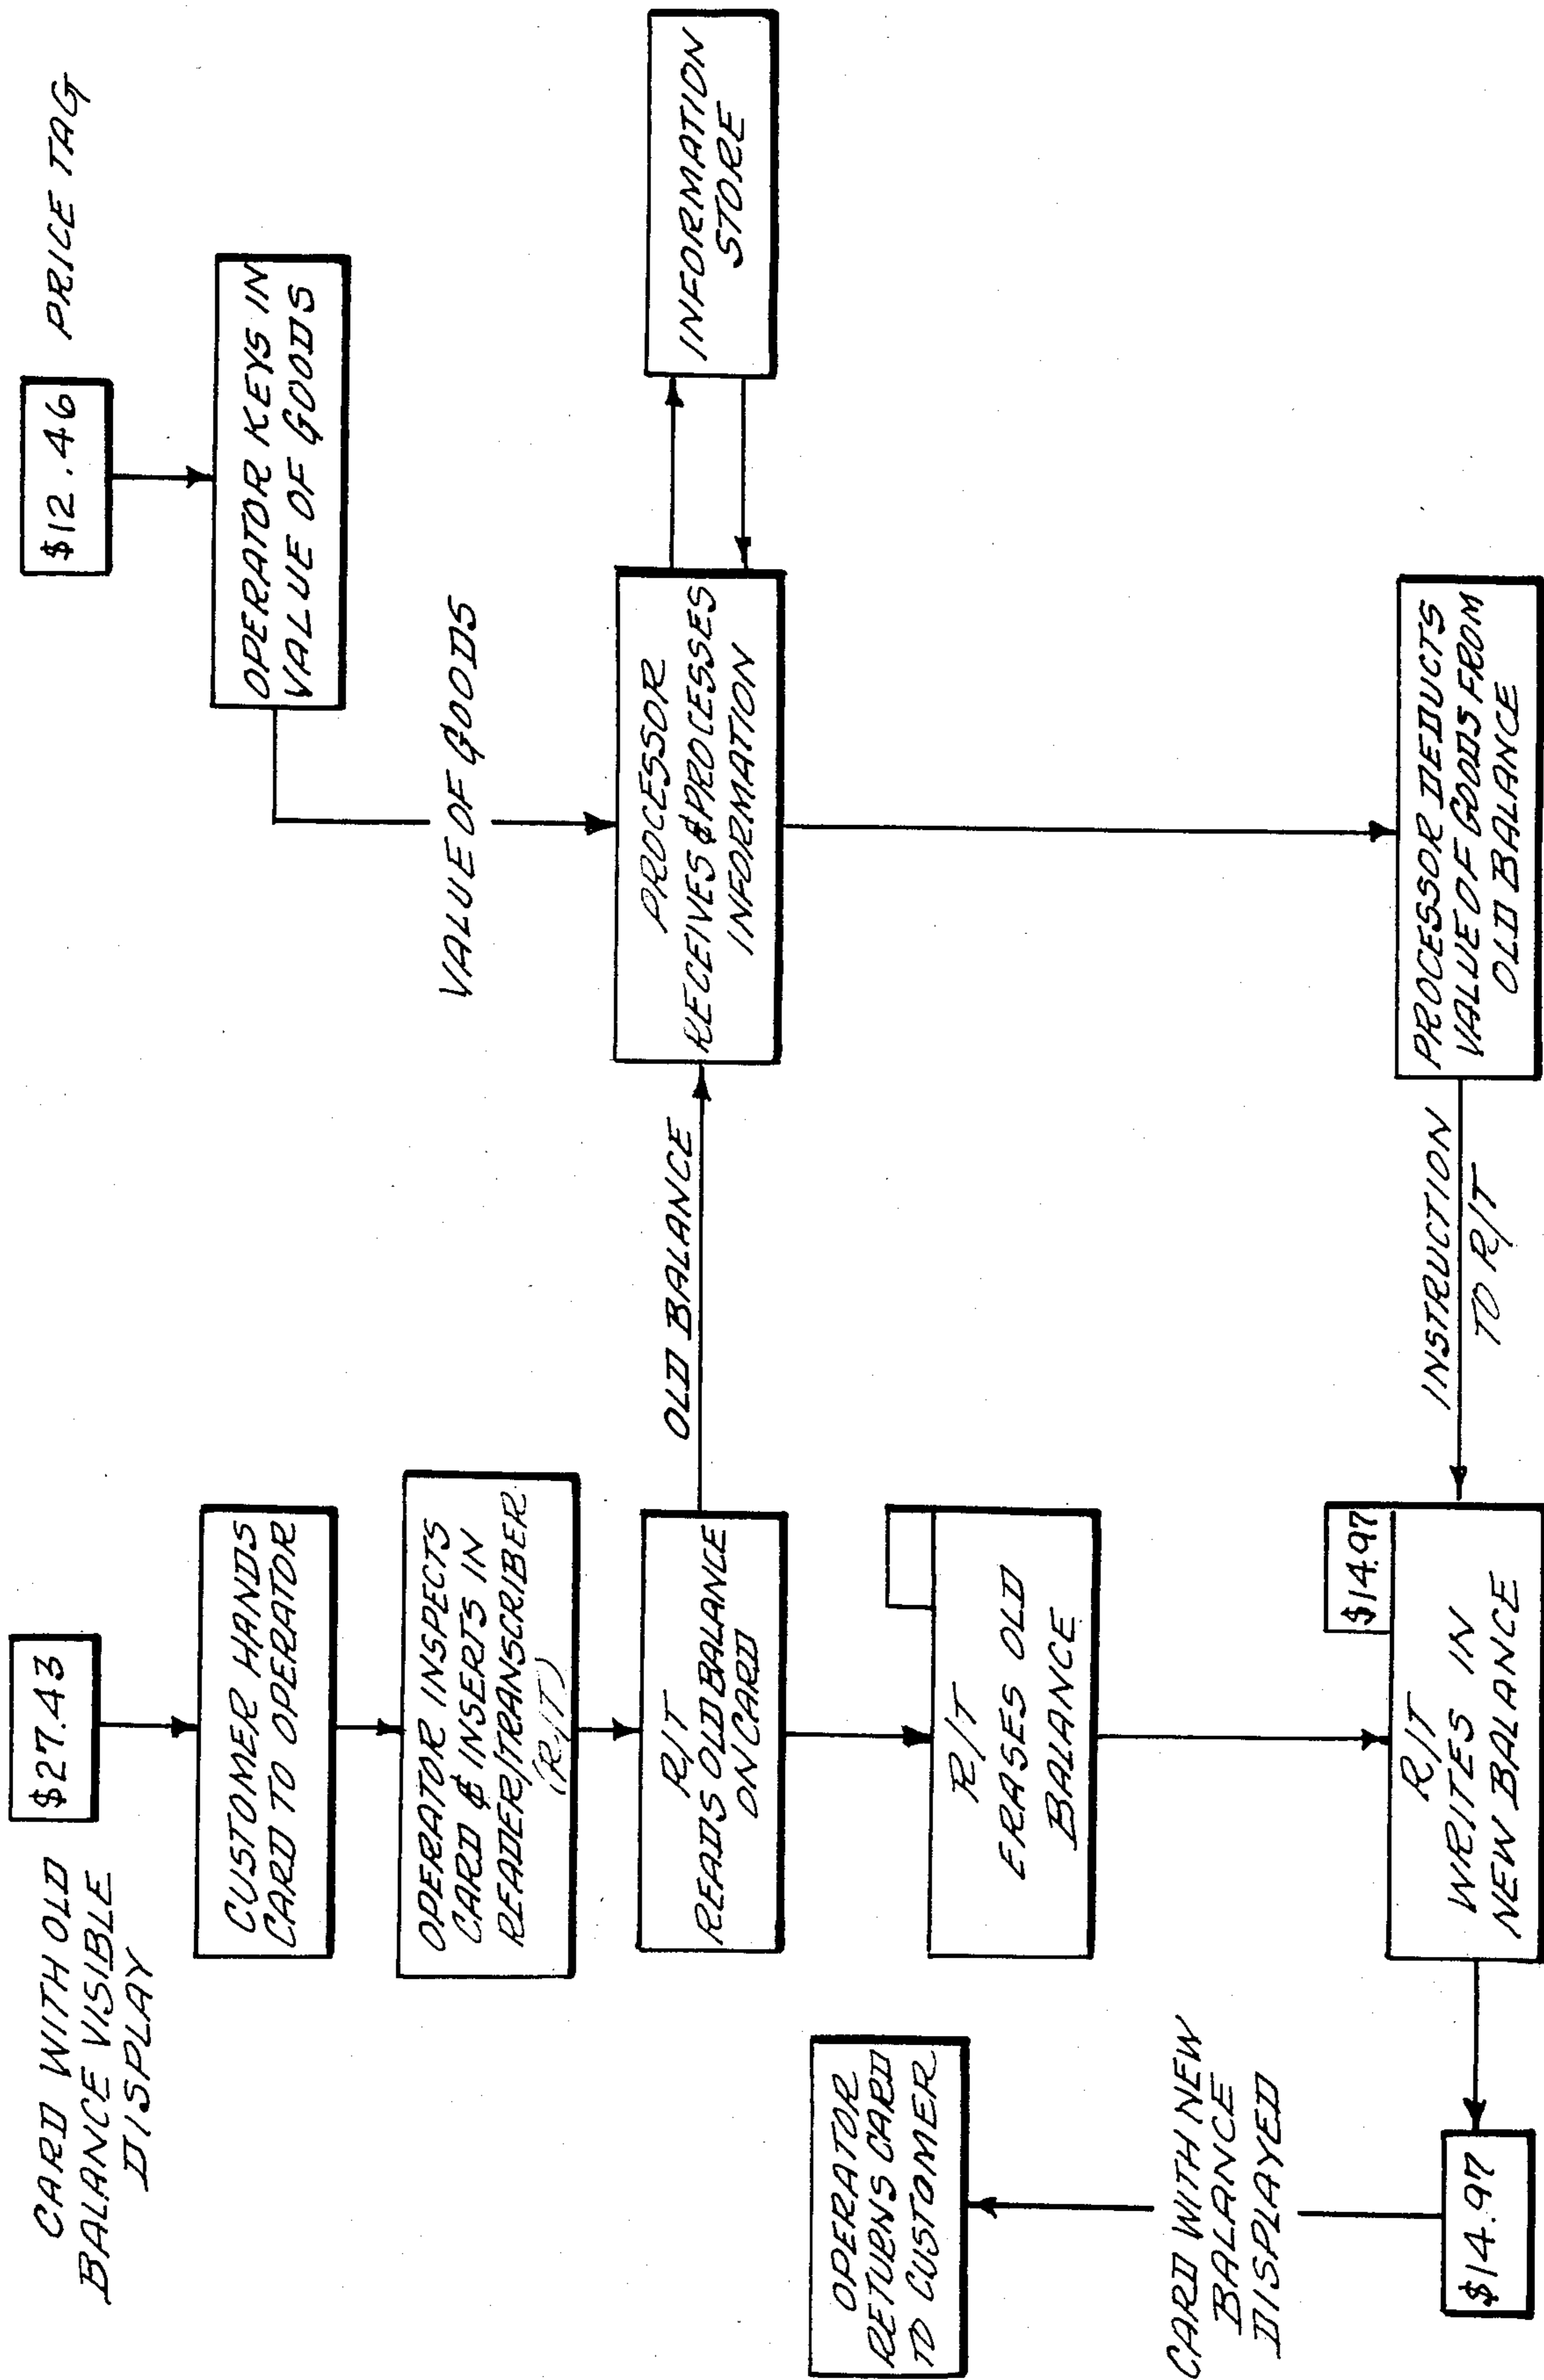 CARD WITH OLD
BALANCE VISIBLE
DISPLAY
$27.43
$12.46
PRICE TAG
CUSTOMER HANDS
CARD TO OPERATOR
OPERATOR KEYS IN
VALUE OF GOODS
OPERATOR INSPECTS
CARD & INSERTS IN
READER/TRANSCRIBER
(R/T)
VALUE OF GOODS
R/T
READS OLD BALANCE
ON CARD
OLD BALANCE
PROCESSOR
RECEIVES & PROCESSES
INFORMATION
INFORMATION
STORE
OPERATOR
RETURNS CARD
TO CUSTOMER
R/T
ERASES OLD
BALANCE
CARD WITH NEW
BALANCE
DISPLAYED
$14.97
$14.97
R/T
WRITES IN
NEW BALANCE
INSTRUCTION
TO R/T
PROCESSOR DEDUCTS
VALUE OF GOODS FROM
OLD BALANCE